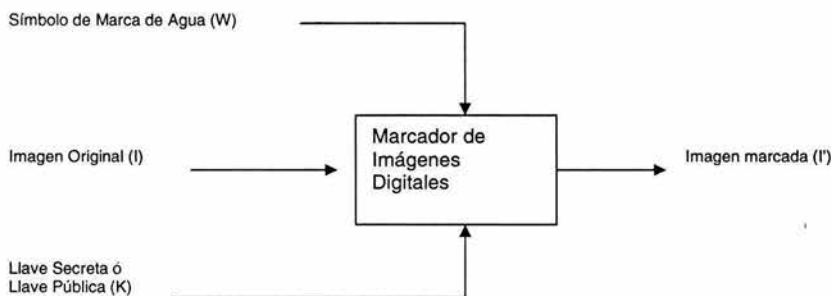 Símbolo de Marca de Agua (W)
Marcador de
Imágenes
Digitales
Imagen Original (I)
Imagen marcada (I')
Llave Secreta ó
Llave Pública (K)